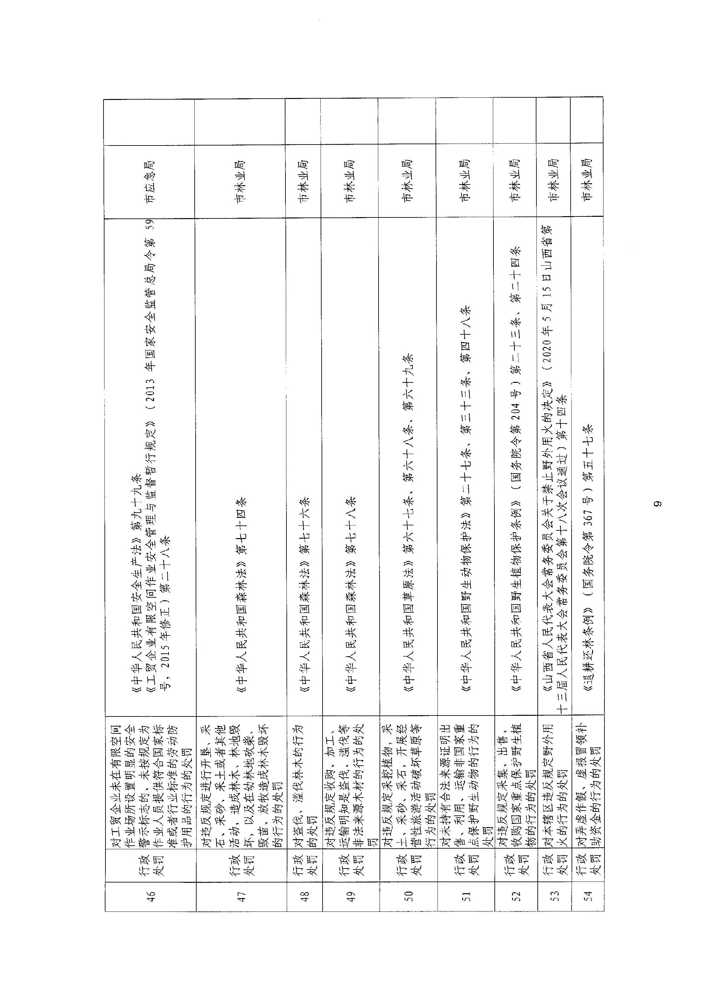 46
行政
处罚
对工贸企业未在有限空间
作业场所设置明显的安全
警示标志的、未按规定为
作业人员提供符合国家标
准或者行业标准的劳动防
护用品的行为的处罚
《中华人民共和国安全生产法》第九十九条
《工贸企业有限空间作业安全管理与监督暂行规定》（2013 年国家安全监管总局令第 59
号，2015 年修正）第二十八条
市应急局
47
行政
处罚
对违反规定进行开垦、采
石、采砂、采土或者其他
活动，造成林木、林地毁
坏，以及在幼林地砍柴、
毁苗、放牧造成林木毁坏
的行为的处罚
《中华人民共和国森林法》第七十四条
市林业局
48
行政
处罚
对盗伐、滥伐林木的行为
的处罚
《中华人民共和国森林法》第七十六条
市林业局
49
行政
处罚
对违反规定收购、加工、
运输明知是盗伐、滥伐等
非法来源木材的行为的处
罚
《中华人民共和国森林法》第七十八条
市林业局
50
行政
处罚
对违反规定采挖植物，采
土、采砂、采石，开展经
营性旅游活动破坏草原等
行为的处罚
《中华人民共和国草原法》第六十七条、第六十八条、第六十九条
市林业局
51
行政
处罚
对未持有合法来源证明出
售、利用、运输非国家重
点保护野生动物的行为的
处罚
《中华人民共和国野生动物保护法》第二十七条、第三十三条、第四十八条
市林业局
52
行政
处罚
对违反规定采集、出售、
收购国家重点保护野生植
物的行为的处罚
《中华人民共和国野生植物保护条例》（国务院令第 204 号）第二十三条、第二十四条
市林业局
53
行政
处罚
对本辖区违反规定野外用
火的行为的处罚
《山西省人民代表大会常务委员会关于禁止野外用火的决定》（2020 年 5 月 15 日山西省第
十三届人民代表大会常务委员会第十八次会议通过）第十四条
市林业局
54
行政
处罚
对弄虚作假、虚报冒领补
助资金的行为的处罚
《退耕还林条例》（国务院令第 367 号）第五十七条
市林业局
9